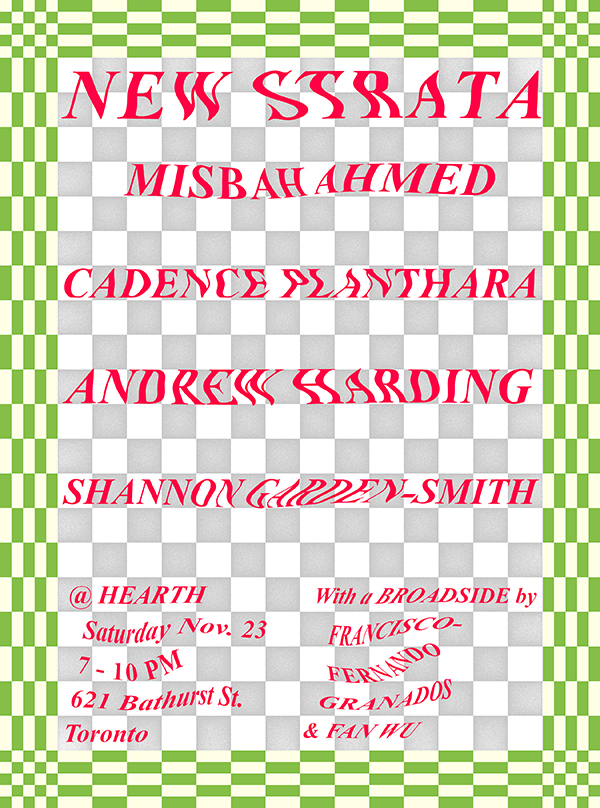 NEW STRATA
MISBAH AHMED
CADENCE PLANTHARA
ANDREW HARDING
SHANNON GARDEN-SMITH
@ HEARTH
Saturday Nov. 23
7 - 10 PM
621 Bathurst St.
Toronto
With a BROADSIDE by
FRANCISCO-
FERNANDO
GRANADOS
& FAN WU